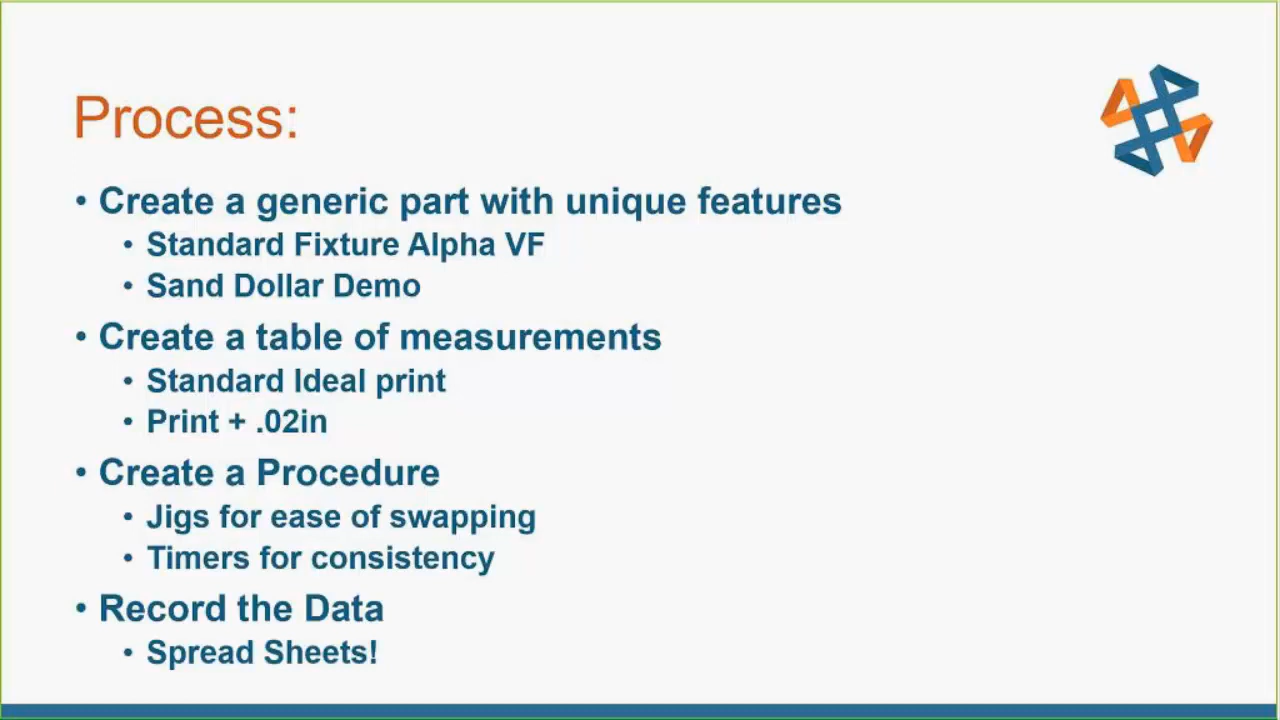 Process:
• Create a generic part with unique features
• Standard Fixture Alpha VF
• Sand Dollar Demo
• Create a table of measurements
• Standard Ideal print
• Print + .02in
• Create a Procedure
• Jigs for ease of swapping
• Timers for consistency
• Record the Data
• Spread Sheets!